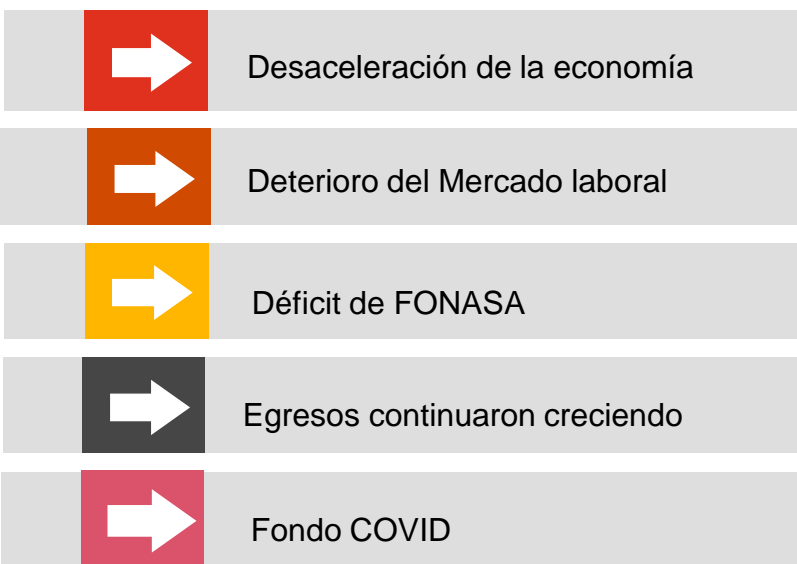 Desaceleración de la economía
Deterioro del Mercado laboral
Déficit de FONASA
Egresos continuaron creciendo
Fondo COVID